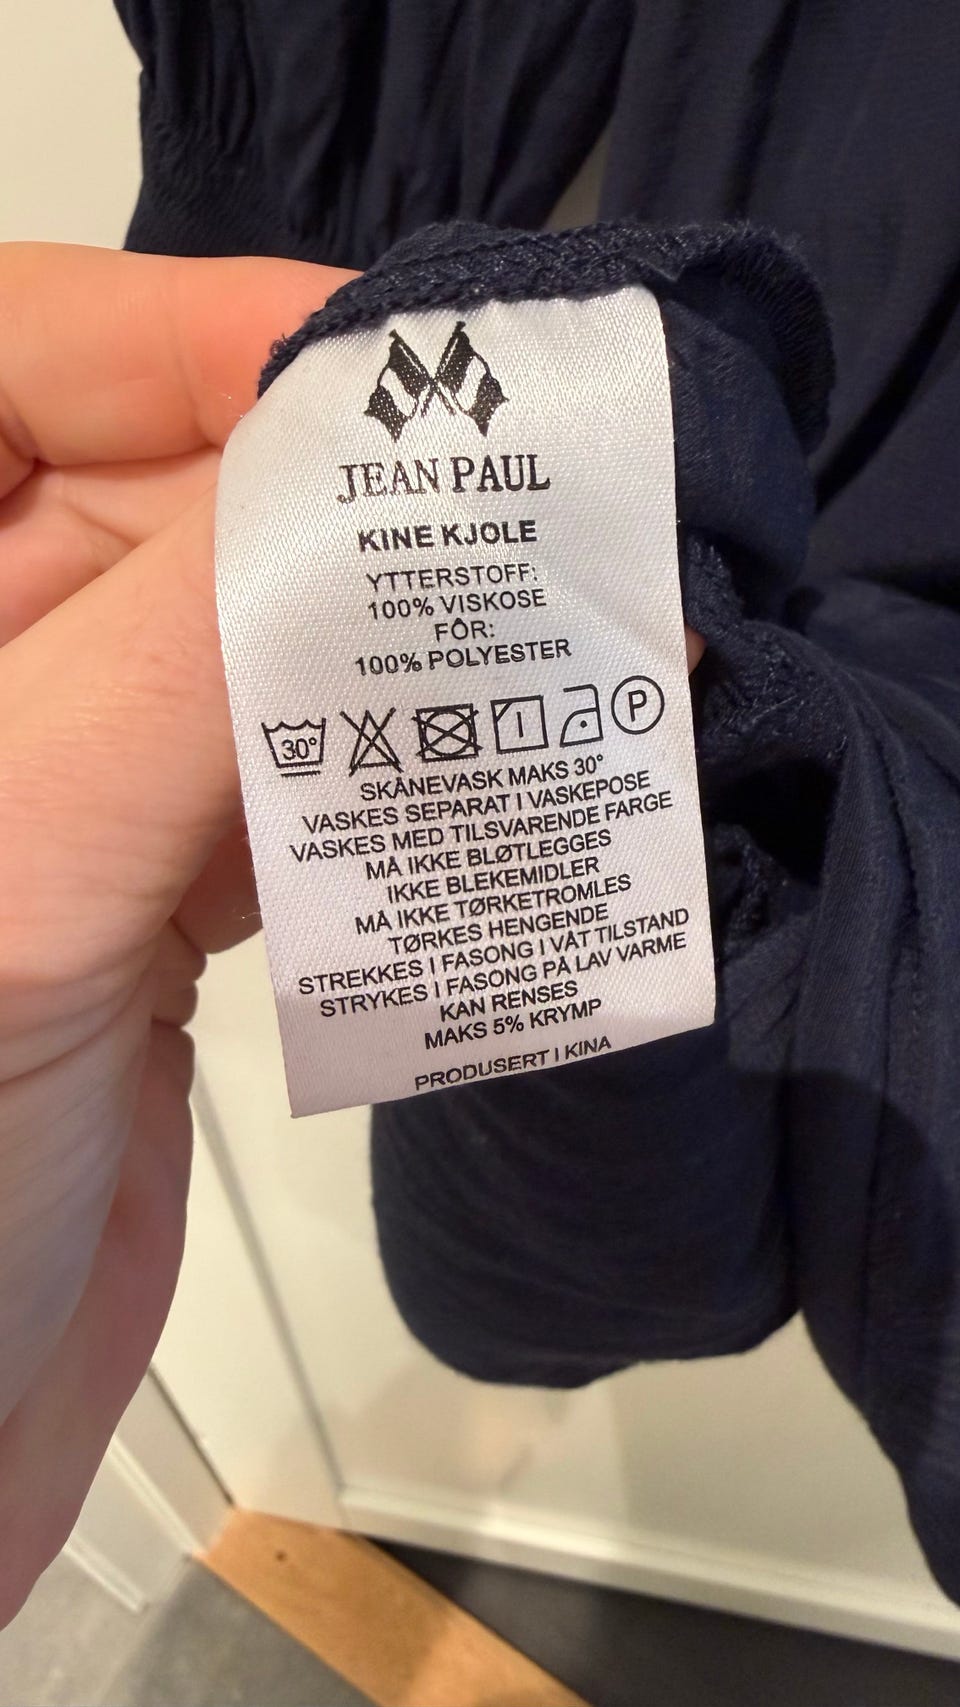 JEAN PAUL
KINE KJOLE
YTTERSTOFF:
100% VISKOSE
FÔR:
100% POLYESTER
30° P
SKÅNEVASK MAKS 30°
VASKES SEPARAT I VASKEPOSE
VASKES MED TILSVARENDE FARGE
MÅ IKKE BLØTLEGGES
IKKE BLEKEMIDLER
MÅ IKKE TØRKETROMLES
TØRKES HENGENDE
STREKKES I FASONG I VÅT TILSTAND
STRYKES I FASONG PÅ LAV VARME
KAN RENSES
MAKS 5% KRYMP
PRODUSERT I KINA